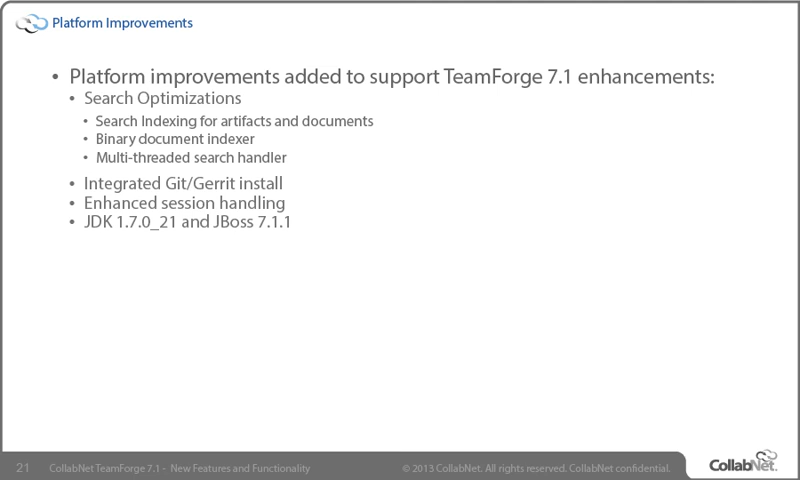 Platform Improvements
• Platform improvements added to support TeamForge 7.1 enhancements:
• Search Optimizations
• Search Indexing for artifacts and documents
• Binary document indexer
• Multi-threaded search handler
• Integrated Git/Gerrit install
• Enhanced session handling
• JDK 1.7.0_21 and JBoss 7.1.1
21 CollabNet TeamForge 7.1 - New Features and Functionality © 2013 CollabNet. All rights reserved. CollabNet confidential. CollabNet.